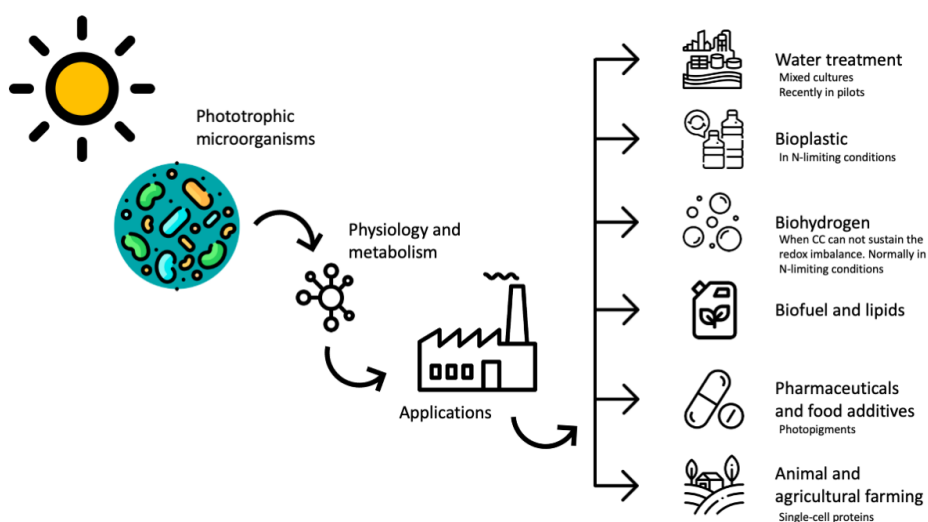 Phototrophic
microorganisms
Physiology and
metabolism
Applications
Water treatment
Mixed cultures
Recently in pilots
Bioplastic
In N-limiting conditions
Biohydrogen
When CC can not sustain the
redox imbalance. Normally in
N-limiting conditions
Biofuel and lipids
Pharmaceuticals
and food additives
Photopigments
Animal and
agricultural farming
Single-cell proteins